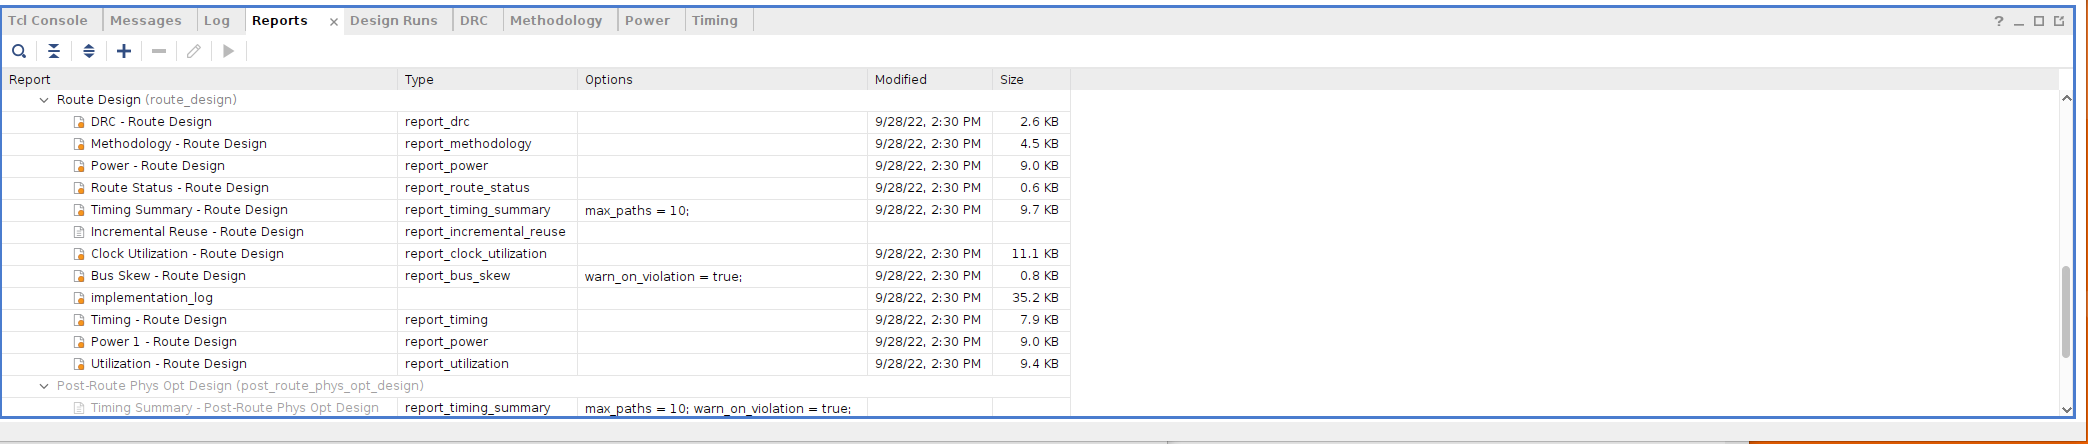 Tcl Console Messages Log Reports × Design Runs DRC Methodology Power Timing ?
Report Type Options Modified Size
Route Design (route_design)
DRC - Route Design report_drc 9/28/22, 2:30 PM 2.6 KB
Methodology - Route Design report_methodology 9/28/22, 2:30 PM 4.5 KB
Power - Route Design report_power 9/28/22, 2:30 PM 9.0 KB
Route Status - Route Design report_route_status 9/28/22, 2:30 PM 0.6 KB
Timing Summary - Route Design report_timing_summary max_paths = 10; 9/28/22, 2:30 PM 9.7 KB
Incremental Reuse - Route Design report_incremental_reuse
Clock Utilization - Route Design report_clock_utilization 9/28/22, 2:30 PM 11.1 KB
Bus Skew - Route Design report_bus_skew warn_on_violation = true; 9/28/22, 2:30 PM 0.8 KB
implementation_log 9/28/22, 2:30 PM 35.2 KB
Timing - Route Design report_timing 9/28/22, 2:30 PM 7.9 KB
Power 1 - Route Design report_power 9/28/22, 2:30 PM 9.0 KB
Utilization - Route Design report_utilization 9/28/22, 2:30 PM 9.4 KB
Post-Route Phys Opt Design (post_route_phys_opt_design)
Timing Summary - Post-Route Phys Opt Design report_timing_summary max_paths = 10; warn_on_violation = true;